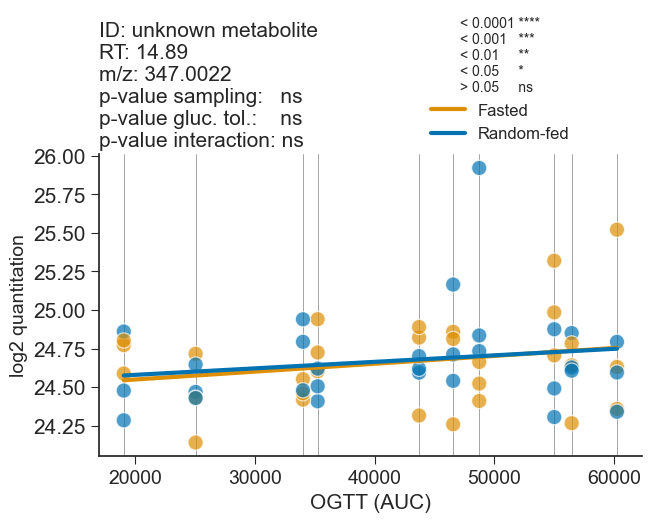 ID: unknown metabolite
RT: 14.89
m/z: 347.0022
p-value sampling: ns
p-value gluc. tol.: ns
p-value interaction: ns
< 0.0001 ****
< 0.001 ***
< 0.01 **
< 0.05 *
> 0.05 ns
Fasted
Random-fed
26.00
25.75
25.50
25.25
25.00
24.75
24.50
24.25
log2 quantitation
20000 30000 40000 50000 60000
OGTT (AUC)